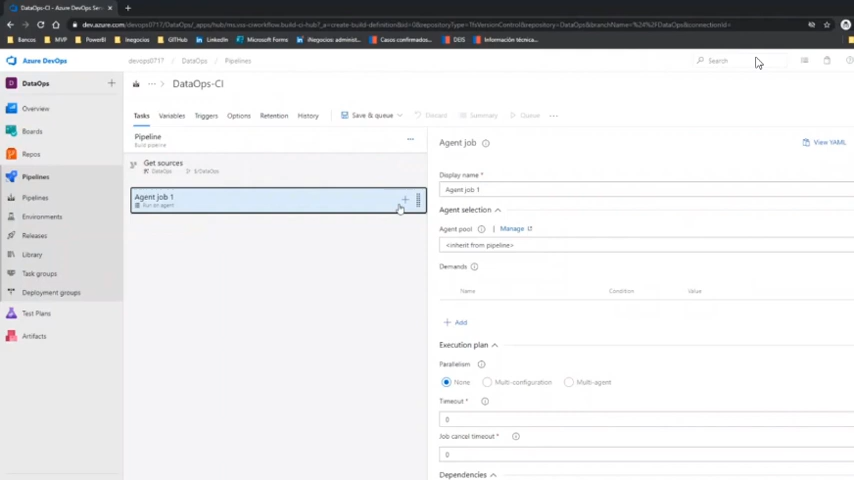 DataOps-CI - Azure DevOps Serv
dev.azure.com/devops0717/DataOps/_apps/hub/ms.vss-ciworkflow.build-ci-hub?_a=create-build-definition&id=0&repositoryType=TfsVersionControl&repository=DataOps&branchName=%24%2FDataOps&connectionId=
Bancos MVP PowerBI Inegocios GITHub LinkedIn Microsoft Forms iNegocios: administ... Casos confirmados... DEIS Información técnica...
Azure DevOps
devops0717 / DataOps / Pipelines
Search
D DataOps
DataOps-CI
Overview
Boards
Repos
Pipelines
Pipelines
Environments
Releases
Library
Task groups
Deployment groups
Test Plans
Artifacts
Tasks Variables Triggers Options Retention History Save & queue Discard Summary Queue ...
Pipeline
Build pipeline
Get sources
DataOps $/DataOps
Agent job 1
Run on agent
Agent job
View YAML
Display name *
Agent job 1
Agent selection
Agent pool | Manage
<inherit from pipeline>
Demands
Name Condition Value
+ Add
Execution plan
Parallelism
None Multi-configuration Multi-agent
Timeout *
0
Job cancel timeout *
0
Dependencies